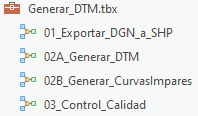 Generar_DTM.tbx
01_Exportar_DGN_a_SHP
02A_Generar_DTM
02B_Generar_CurvasImpares
03_Control_Calidad